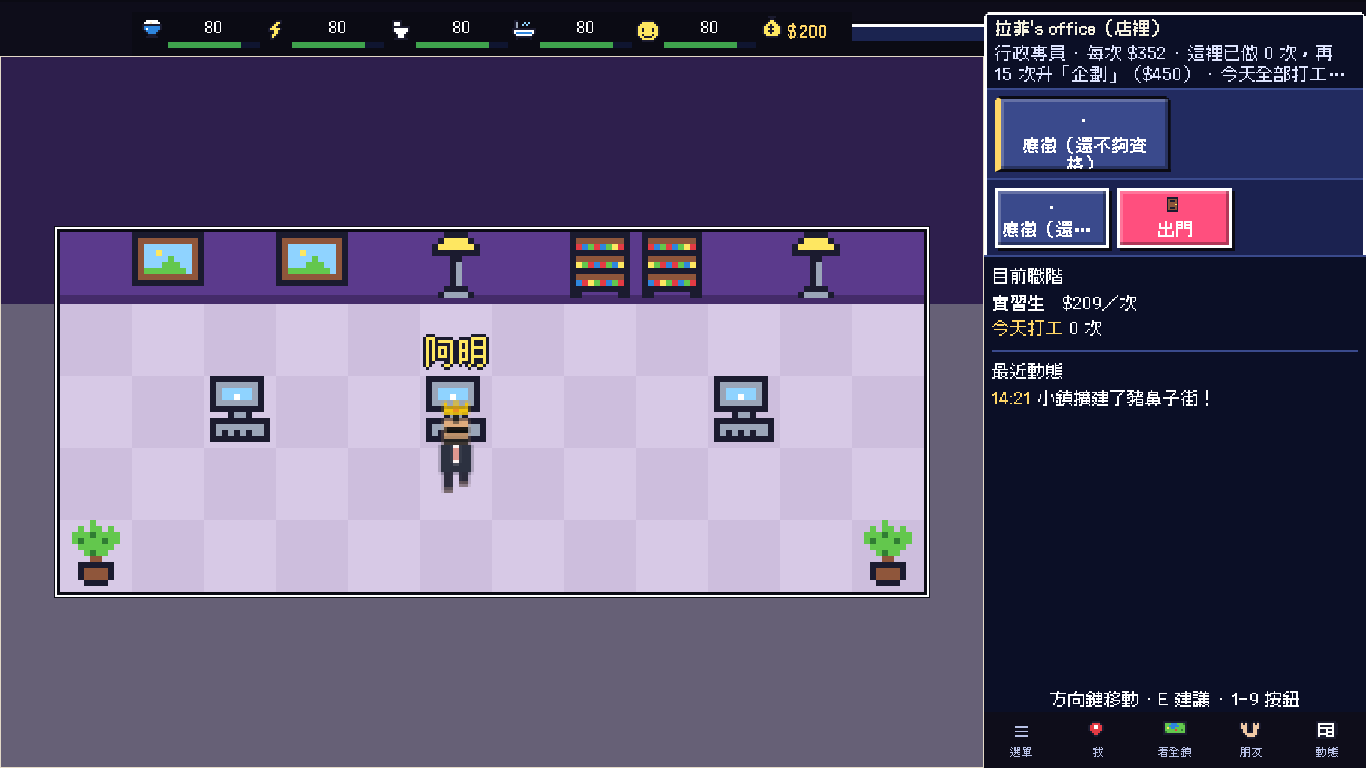 80 80 80 80 80 $200
拉菲's office（店裡）
行政專員 · 每次 $352 · 這裡已做 0 次，再
15 次升「企劃」（$450） · 今天全部打工…
應徵（還不夠資
格）
應徵（還…
出門
目前職階
實習生 $209／次
今天打工 0 次
最近動態
14:21 小鎮擴建了豬鼻子街！
阿明
方向鍵移動 · E 建議 · 1-9 按鈕
選單 我 看全鎮 朋友 動態